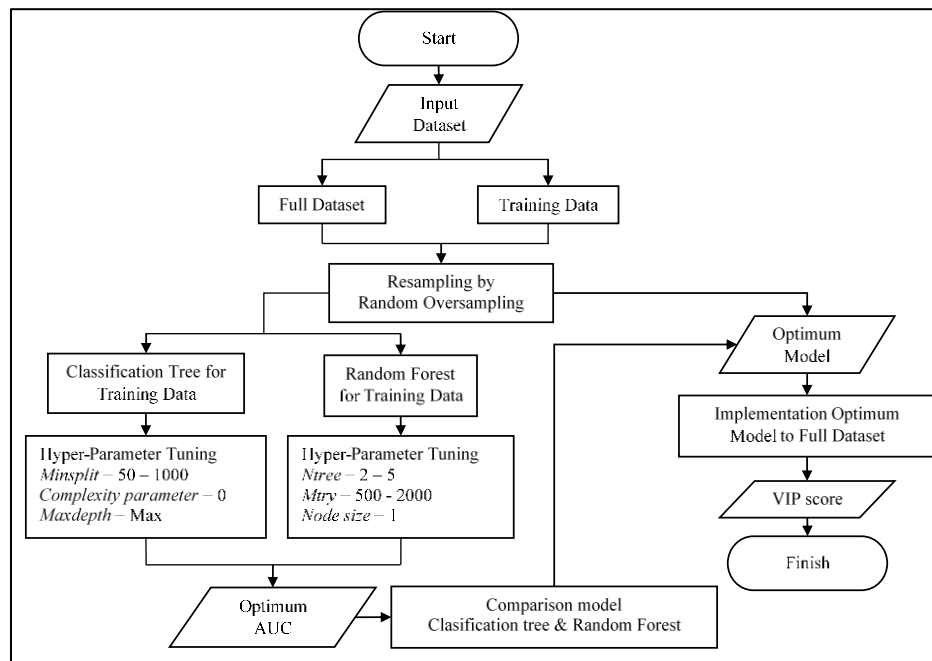 Start
Input
Dataset
Full Dataset
Training Data
Resampling by
Random Oversampling
Optimum
Model
Classification Tree for
Training Data
Random Forest
for Training Data
Implementation Optimum
Model to Full Dataset
Hyper-Parameter Tuning
Minsplit – 50 – 1000
Complexity parameter – 0
Maxdepth – Max
Hyper-Parameter Tuning
Ntree – 2 – 5
Mtry – 500 - 2000
Node size – 1
VIP score
Finish
Optimum
AUC
Comparison model
Clasification tree & Random Forest